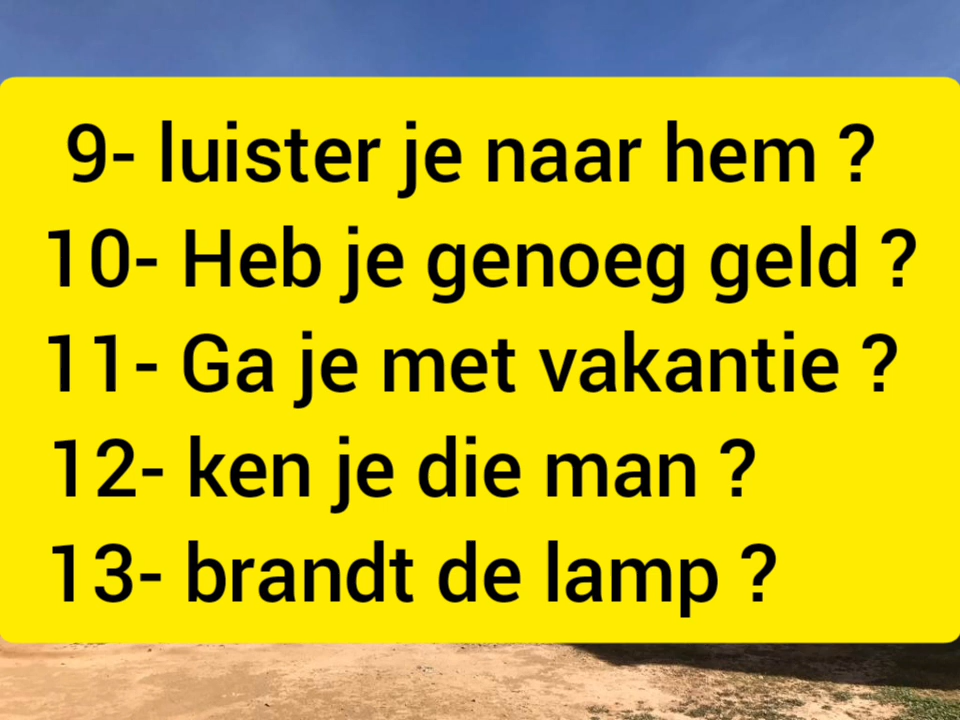 9- luister je naar hem ?
10- Heb je genoeg geld ?
11- Ga je met vakantie ?
12- ken je die man ?
13- brandt de lamp ?